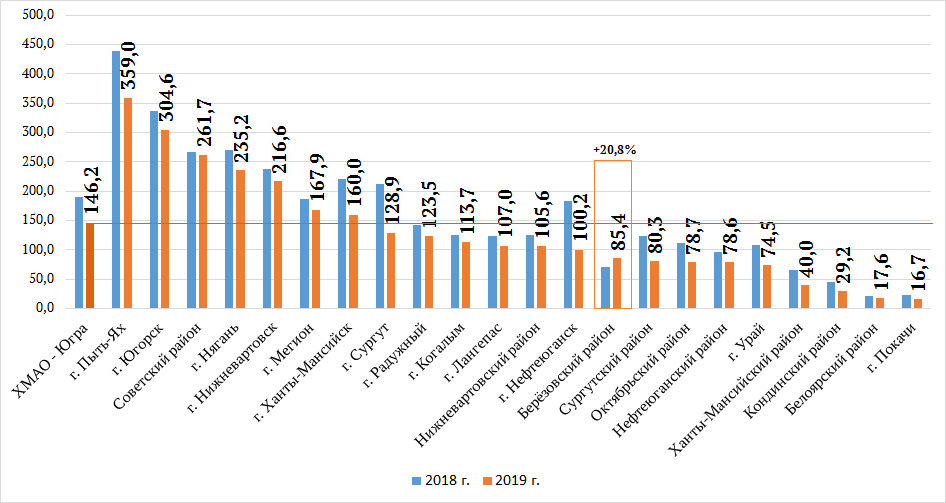 500,0
450,0
400,0
350,0
300,0
250,0
200,0
150,0
100,0
50,0
0,0
146,2
359,0
304,6
261,7
235,2
216,6
167,9
160,0
128,9
123,5
113,7
107,0
105,6
100,2
+20,8%
85,4
80,3
78,7
78,6
74,5
40,0
29,2
17,6
16,7
ХМАО - Югра
г. Пыть-Ях
г. Югорск
Советский район
г. Нягань
г. Нижневартовск
г. Мегион
г. Ханты-Мансийск
г. Сургут
г. Радужный
г. Когалым
г. Лангепас
Нижневартовский район
г. Нефтеюганск
Берёзовский район
Сургутский район
Октябрьский район
Нефтеюганский район
г. Урай
Ханты-Мансийский район
Кондинский район
Белоярский район
г. Покачи
2018 г.
2019 г.